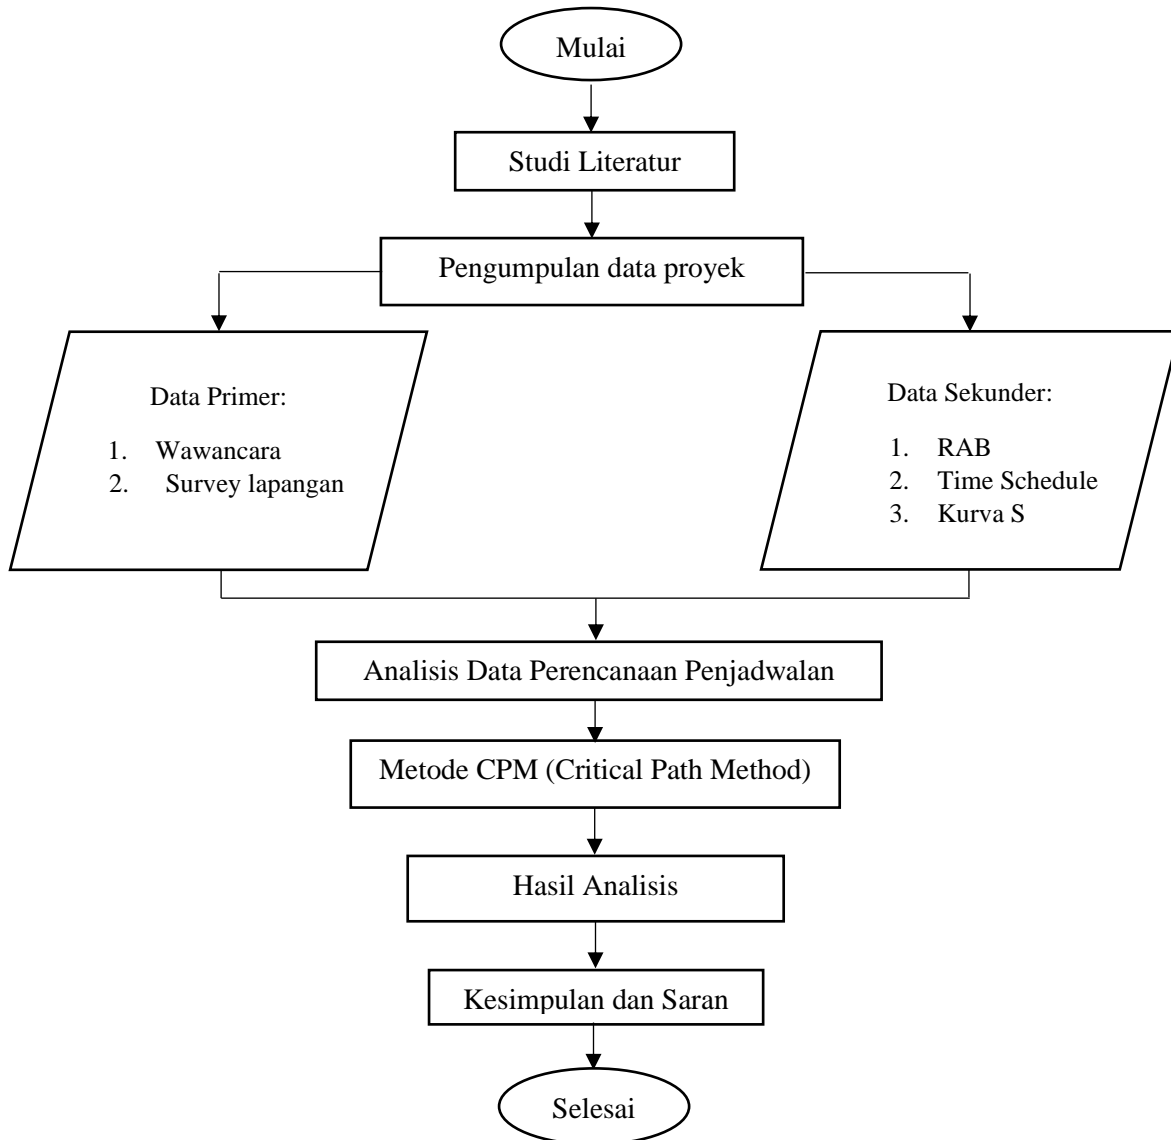 Mulai
Studi Literatur
Pengumpulan data proyek
Data Primer:
1. Wawancara
2. Survey lapangan
Data Sekunder:
1. RAB
2. Time Schedule
3. Kurva S
Analisis Data Perencanaan Penjadwalan
Metode CPM (Critical Path Method)
Hasil Analisis
Kesimpulan dan Saran
Selesai